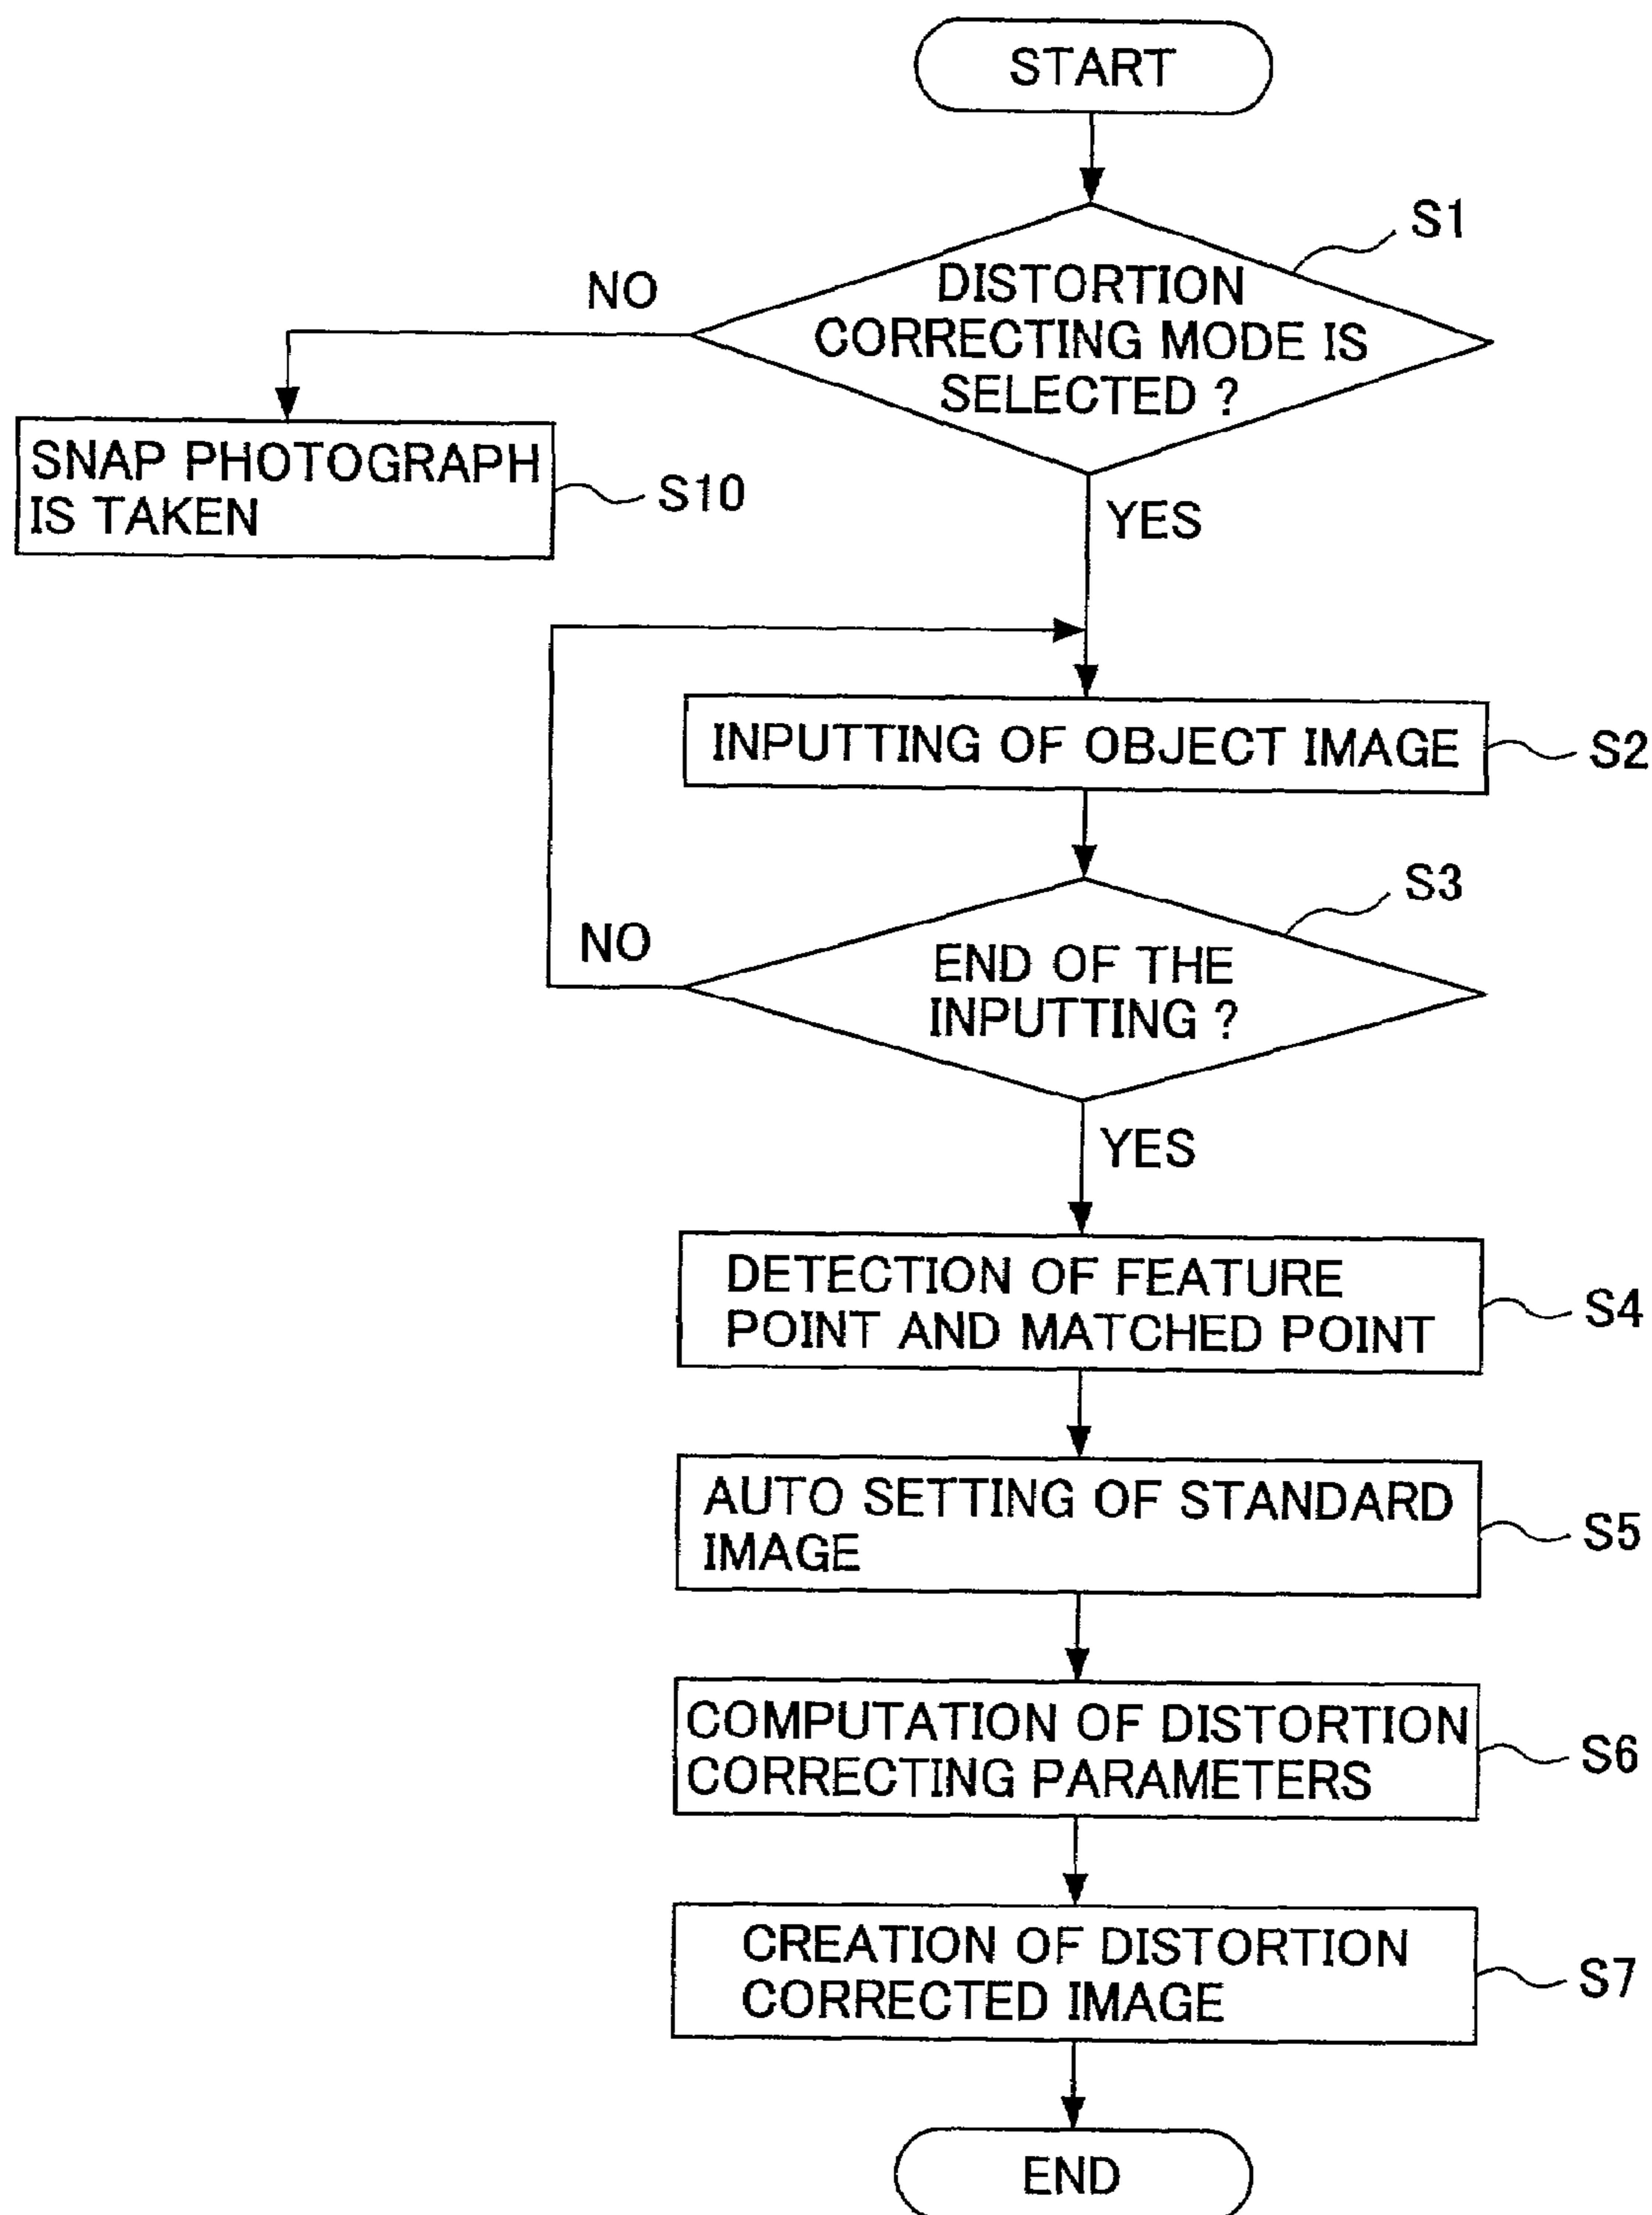 START
S1
DISTORTION
CORRECTING MODE IS
SELECTED ?
NO
SNAP PHOTOGRAPH
IS TAKEN
S10
YES
INPUTTING OF OBJECT IMAGE
S2
S3
END OF THE
INPUTTING ?
NO
YES
DETECTION OF FEATURE
POINT AND MATCHED POINT
S4
AUTO SETTING OF STANDARD
IMAGE
S5
COMPUTATION OF DISTORTION
CORRECTING PARAMETERS
S6
CREATION OF DISTORTION
CORRECTED IMAGE
S7
END